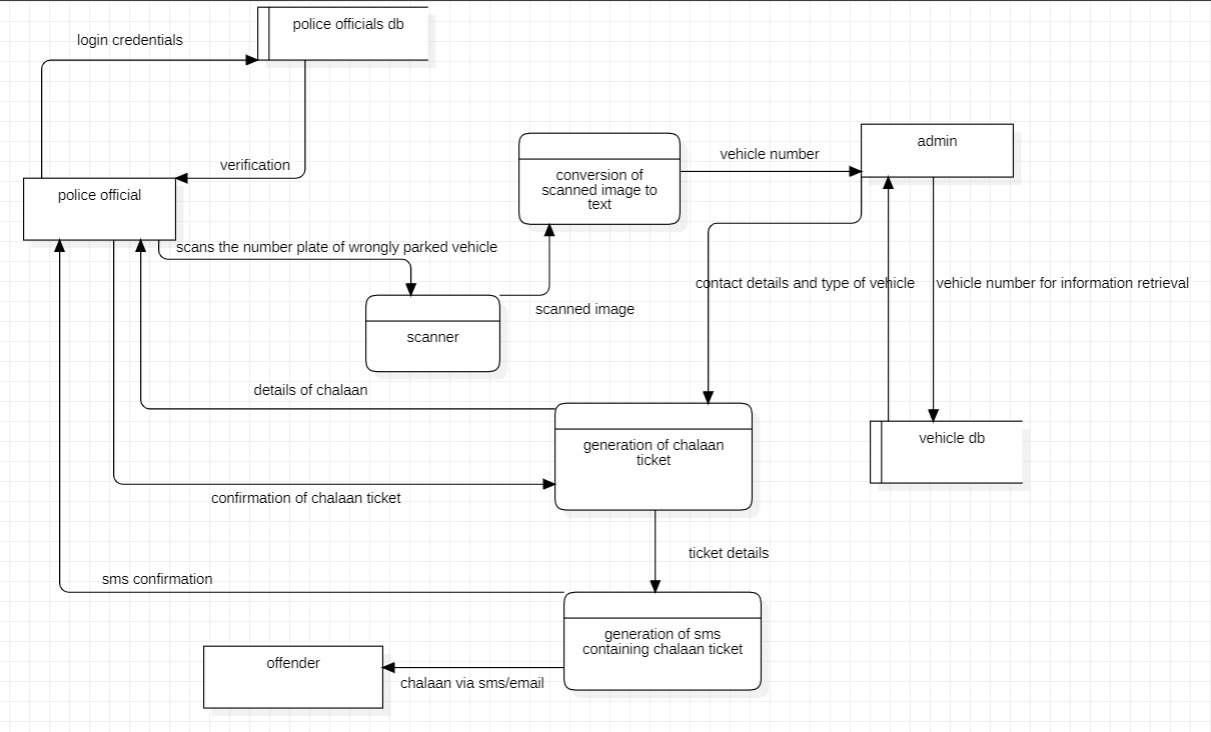 police officials db
login credentials
verification
police official
conversion of
scanned image to
text
vehicle number
admin
scans the number plate of wrongly parked vehicle
contact details and type of vehicle
vehicle number for information retrieval
scanned image
scanner
details of chalaan
generation of chalaan
ticket
vehicle db
confirmation of chalaan ticket
ticket details
sms confirmation
generation of sms
containing chalaan ticket
offender
chalaan via sms/email